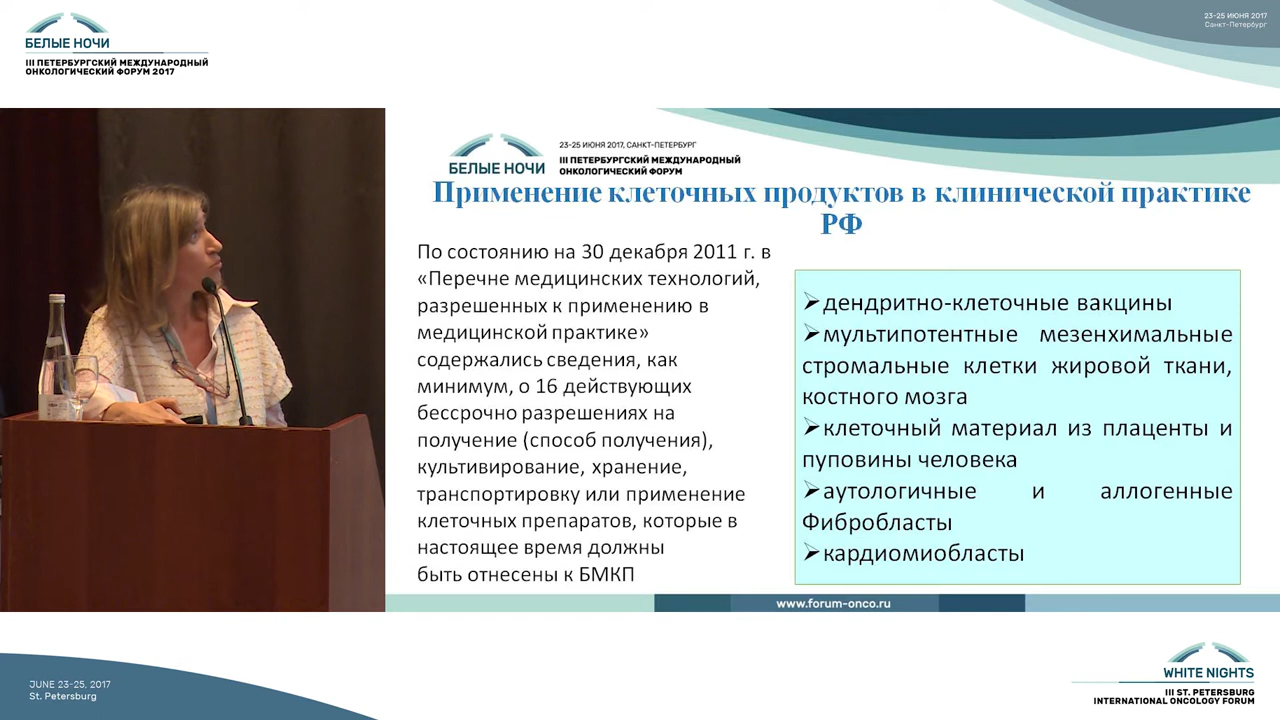 БЕЛЫЕ НОЧИ
III ПЕТЕРБУРГСКИЙ МЕЖДУНАРОДНЫЙ
ОНКОЛОГИЧЕСКИЙ ФОРУМ 2017
23-25 ИЮНЯ 2017
Санкт-Петербург
БЕЛЫЕ НОЧИ
23-25 ИЮНЯ 2017, САНКТ-ПЕТЕРБУРГ
III ПЕТЕРБУРГСКИЙ МЕЖДУНАРОДНЫЙ
ОНКОЛОГИЧЕСКИЙ ФОРУМ
Применение клеточных продуктов в клинической практике
РФ
По состоянию на 30 декабря 2011 г. в
«Перечне медицинских технологий,
разрешенных к применению в
медицинской практике»
содержались сведения, как
минимум, о 16 действующих
бессрочно разрешениях на
получение (способ получения),
культивирование, хранение,
транспортировку или применение
клеточных препаратов, которые в
настоящее время должны
быть отнесены к БМКП
➢дендритно-клеточные вакцины
➢мультипотентные мезенхимальные
стромальные клетки жировой ткани,
костного мозга
➢клеточный материал из плаценты и
пуповины человека
➢аутологичные и аллогенные
Фибробласты
➢кардиомиобласты
www.forum-onco.ru
JUNE 23-25, 2017
St. Petersburg
WHITE NIGHTS
III ST. PETERSBURG
INTERNATIONAL ONCOLOGY FORUM